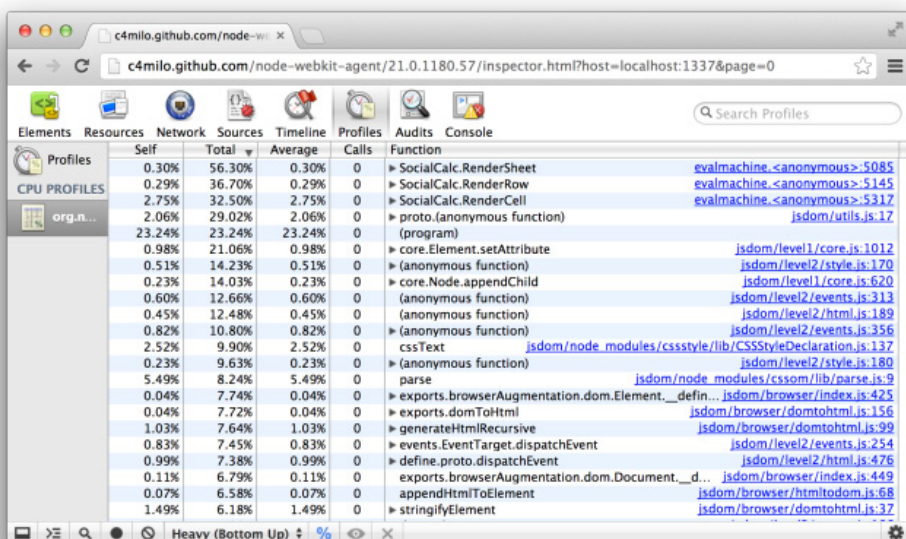 c4milo.github.com/node-we
c4milo.github.com/node-webkit-agent/21.0.1180.57/inspector.html?host=localhost:1337&page=0
Elements Resources Network Sources Timeline Profiles Audits Console Search Profiles
Profiles
CPU PROFILES
org.n...
Self Total Average Calls Function
0.30% 56.30% 0.30% 0 SocialCalc.RenderSheet evalmachine.<anonymous>:5085
0.29% 36.70% 0.29% 0 SocialCalc.RenderRow evalmachine.<anonymous>:5145
2.75% 32.50% 2.75% 0 SocialCalc.RenderCell evalmachine.<anonymous>:5317
2.06% 29.02% 2.06% 0 proto.(anonymous function) jsdom/utils.js:17
23.24% 23.24% 23.24% 0 (program)
0.98% 21.06% 0.98% 0 core.Element.setAttribute jsdom/level1/core.js:1012
0.51% 14.23% 0.51% 0 (anonymous function) jsdom/level2/style.js:170
0.23% 14.03% 0.23% 0 core.Node.appendChild jsdom/level1/core.js:620
0.60% 12.66% 0.60% 0 (anonymous function) jsdom/level2/events.js:313
0.45% 12.48% 0.45% 0 (anonymous function) jsdom/level2/html.js:189
0.82% 10.80% 0.82% 0 (anonymous function) jsdom/level2/events.js:356
2.52% 9.90% 2.52% 0 cssText jsdom/node_modules/cssstyle/lib/CSSStyleDeclaration.js:137
0.23% 9.63% 0.23% 0 (anonymous function) jsdom/level2/style.js:180
5.49% 8.24% 5.49% 0 parse jsdom/node_modules/cssom/lib/parse.js:9
0.04% 7.74% 0.04% 0 exports.browserAugmentation.dom.Element.__defin... jsdom/browser/index.js:425
0.04% 7.72% 0.04% 0 exports.domToHtml jsdom/browser/domtohtml.js:156
1.03% 7.64% 1.03% 0 generateHtmlRecursive jsdom/browser/domtohtml.js:99
0.83% 7.45% 0.83% 0 events.EventTarget.dispatchEvent jsdom/level2/events.js:254
0.99% 7.38% 0.99% 0 define.proto.dispatchEvent jsdom/level2/html.js:476
0.11% 6.79% 0.11% 0 exports.browserAugmentation.dom.Document.__d... jsdom/browser/index.js:449
0.07% 6.58% 0.07% 0 appendHtmlToElement jsdom/browser/htmltodom.js:68
1.49% 6.18% 1.49% 0 stringifyElement jsdom/browser/domtohtml.js:37
Heavy (Bottom Up) %